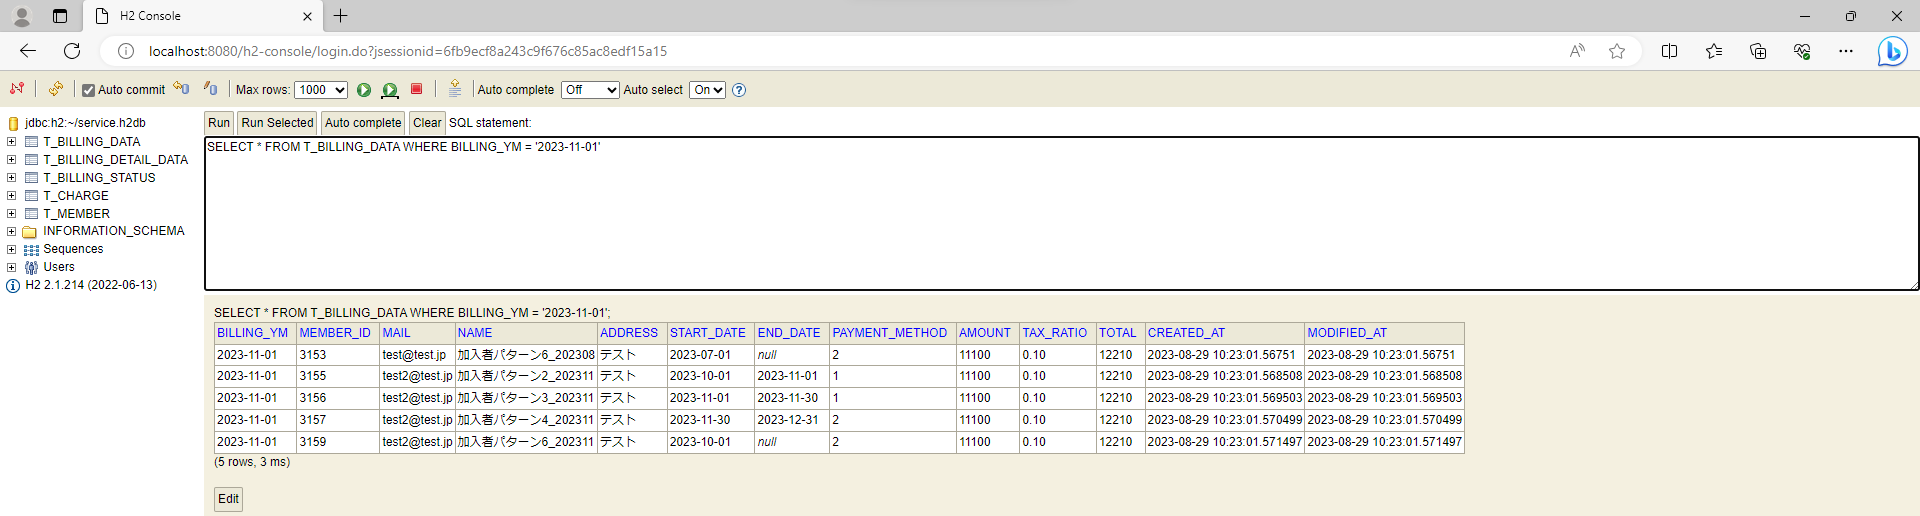 H2 Console
localhost:8080/h2-console/login.do?jsessionid=6fb9ecf8a243c9f676c85ac8edf15a15
Auto commit Max rows: 1000 Auto complete Off Auto select On
jdbc:h2:~/service.h2db
T_BILLING_DATA
T_BILLING_DETAIL_DATA
T_BILLING_STATUS
T_CHARGE
T_MEMBER
INFORMATION_SCHEMA
Sequences
Users
H2 2.1.214 (2022-06-13)
Run Run Selected Auto complete Clear SQL statement:
SELECT * FROM T_BILLING_DATA WHERE BILLING_YM = '2023-11-01'
SELECT * FROM T_BILLING_DATA WHERE BILLING_YM = '2023-11-01';
BILLING_YM MEMBER_ID MAIL NAME ADDRESS START_DATE END_DATE PAYMENT_METHOD AMOUNT TAX_RATIO TOTAL CREATED_AT MODIFIED_AT
2023-11-01 3153 test@test.jp 加入者パターン6_202308 テスト 2023-07-01 null 2 11100 0.10 12210 2023-08-29 10:23:01.56751 2023-08-29 10:23:01.56751
2023-11-01 3155 test2@test.jp 加入者パターン2_202311 テスト 2023-10-01 2023-11-01 1 11100 0.10 12210 2023-08-29 10:23:01.568508 2023-08-29 10:23:01.568508
2023-11-01 3156 test2@test.jp 加入者パターン3_202311 テスト 2023-11-01 2023-11-30 1 11100 0.10 12210 2023-08-29 10:23:01.569503 2023-08-29 10:23:01.569503
2023-11-01 3157 test2@test.jp 加入者パターン4_202311 テスト 2023-11-30 2023-12-31 2 11100 0.10 12210 2023-08-29 10:23:01.570499 2023-08-29 10:23:01.570499
2023-11-01 3159 test2@test.jp 加入者パターン6_202311 テスト 2023-10-01 null 2 11100 0.10 12210 2023-08-29 10:23:01.571497 2023-08-29 10:23:01.571497
(5 rows, 3 ms)
Edit